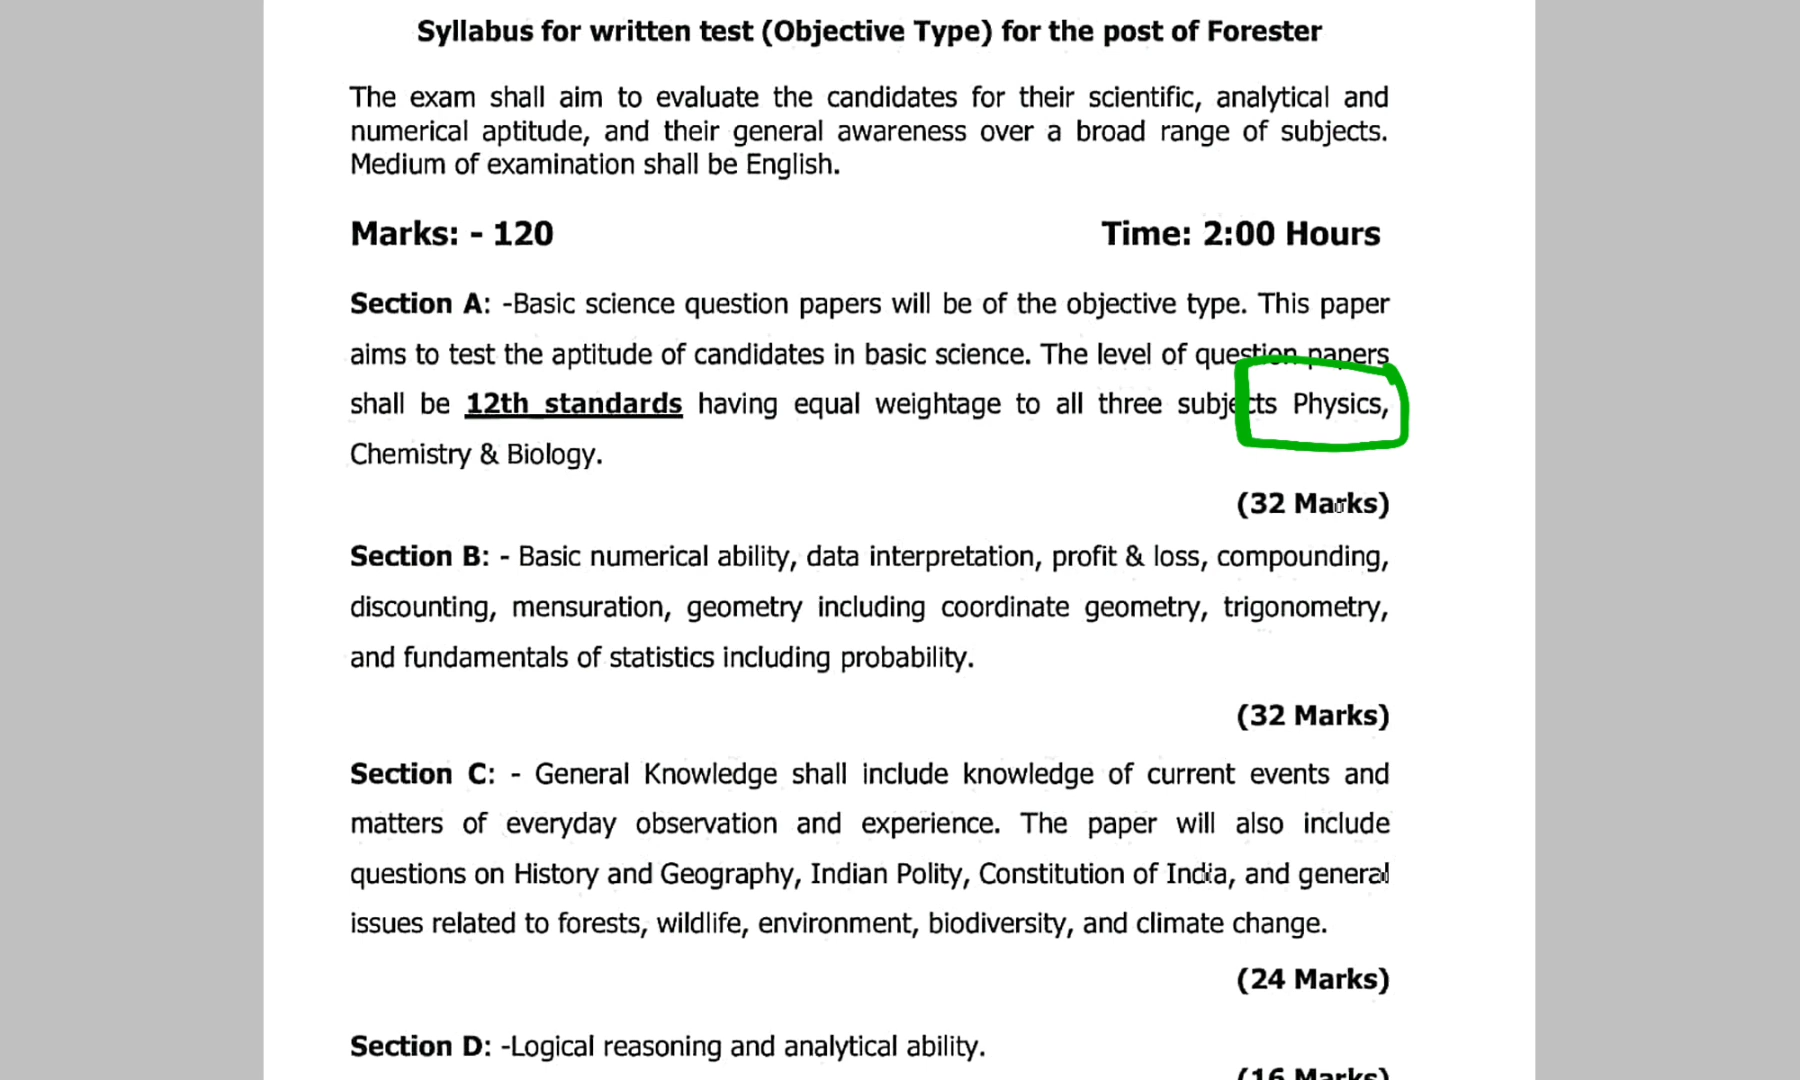 Syllabus for written test (Objective Type) for the post of Forester
The exam shall aim to evaluate the candidates for their scientific, analytical and
numerical aptitude, and their general awareness over a broad range of subjects.
Medium of examination shall be English.
Marks: - 120 Time: 2:00 Hours
Section A: -Basic science question papers will be of the objective type. This paper
aims to test the aptitude of candidates in basic science. The level of question papers
shall be 12th standards having equal weightage to all three subjects Physics,
Chemistry & Biology.
(32 Marks)
Section B: - Basic numerical ability, data interpretation, profit & loss, compounding,
discounting, mensuration, geometry including coordinate geometry, trigonometry,
and fundamentals of statistics including probability.
(32 Marks)
Section C: - General Knowledge shall include knowledge of current events and
matters of everyday observation and experience. The paper will also include
questions on History and Geography, Indian Polity, Constitution of India, and general
issues related to forests, wildlife, environment, biodiversity, and climate change.
(24 Marks)
Section D: -Logical reasoning and analytical ability.
(16 Marks)